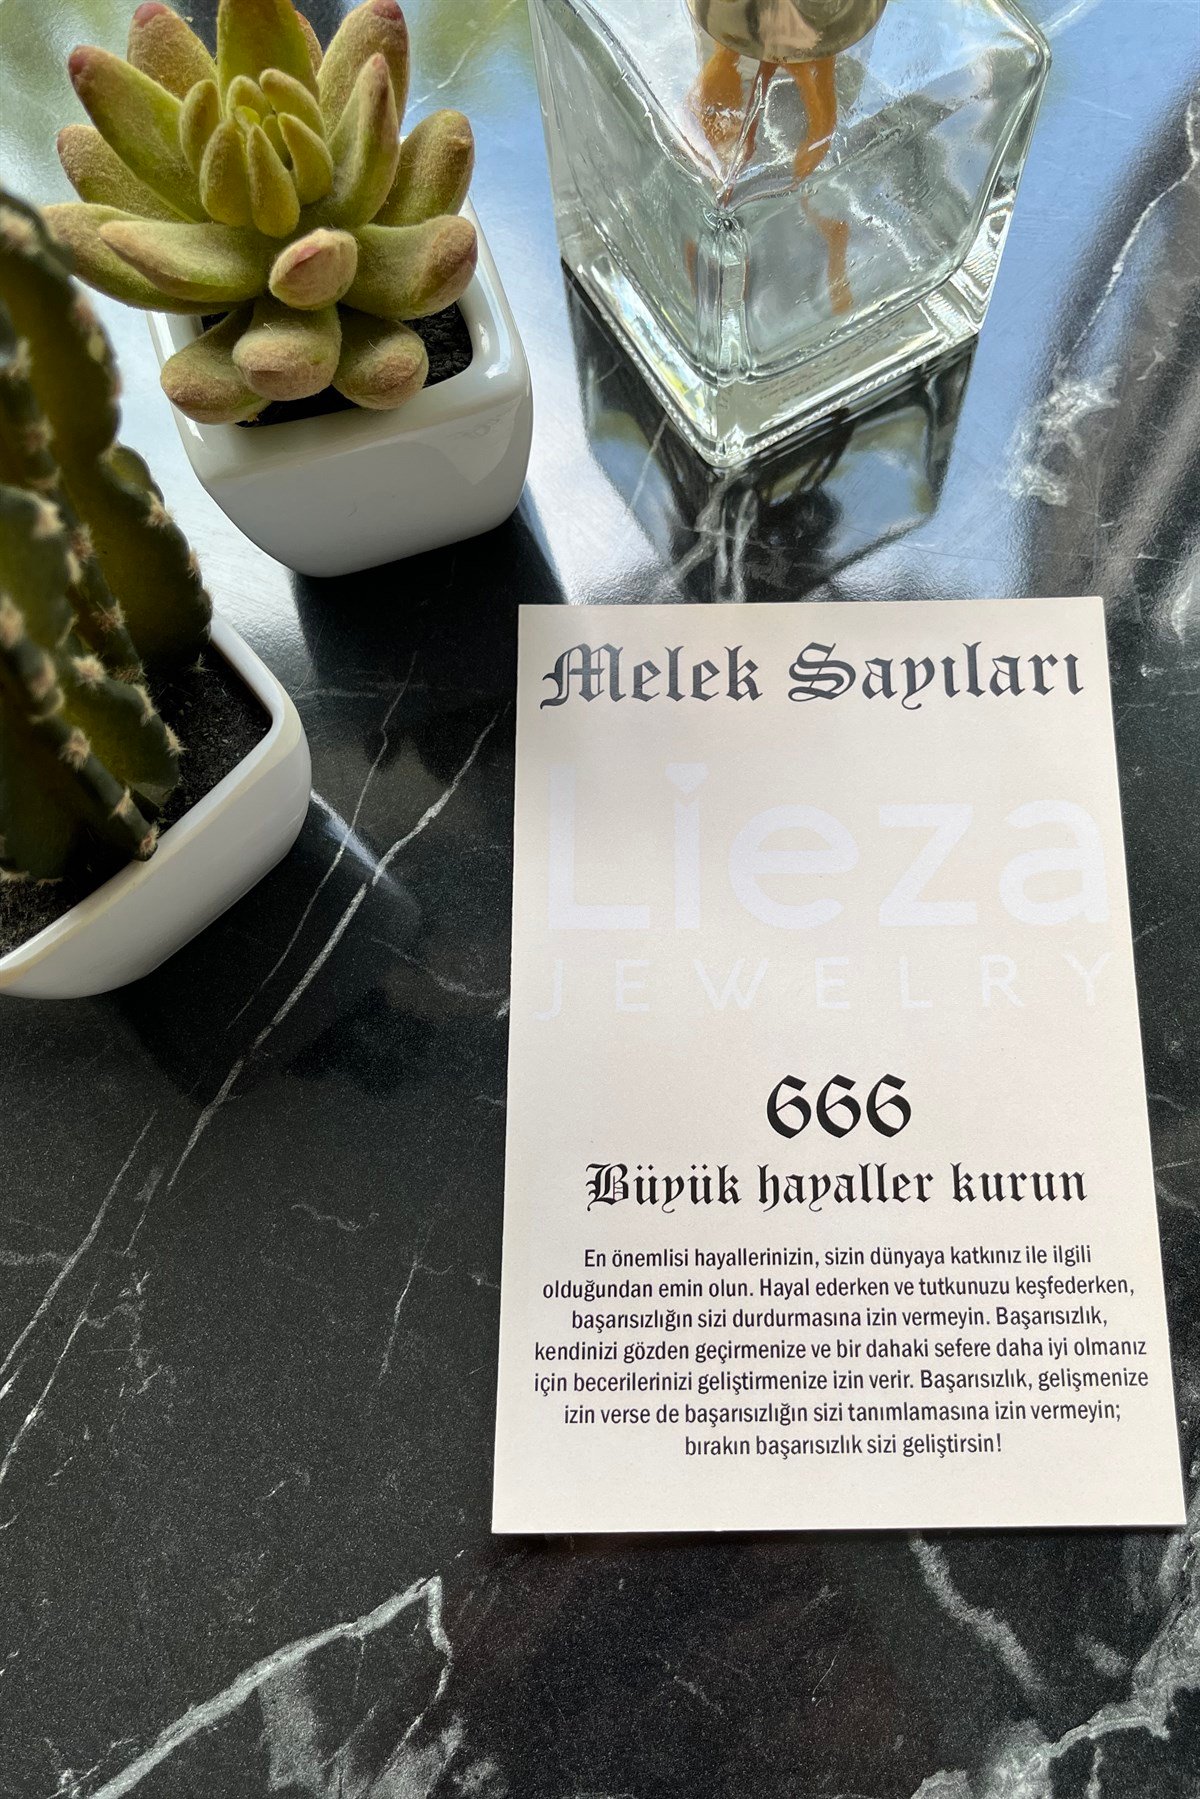 Melek Sayıları
Lieza
JEWELRY
666
Büyük hayaller kurun
En önemlisi hayallerinizin, sizin dünyaya katkınız ile ilgili
olduğundan emin olun. Hayal ederken ve tutkunuzu keşfederken,
başarısızlığın sizi durdurmasına izin vermeyin. Başarısızlık,
kendinizi gözden geçirmenize ve bir dahaki sefere daha iyi olmanız
için becerilerinizi geliştirmenize izin verir. Başarısızlık, gelişmenize
izin verse de başarısızlığın sizi tanımlamasına izin vermeyin;
bırakın başarısızlık sizi geliştirsin!